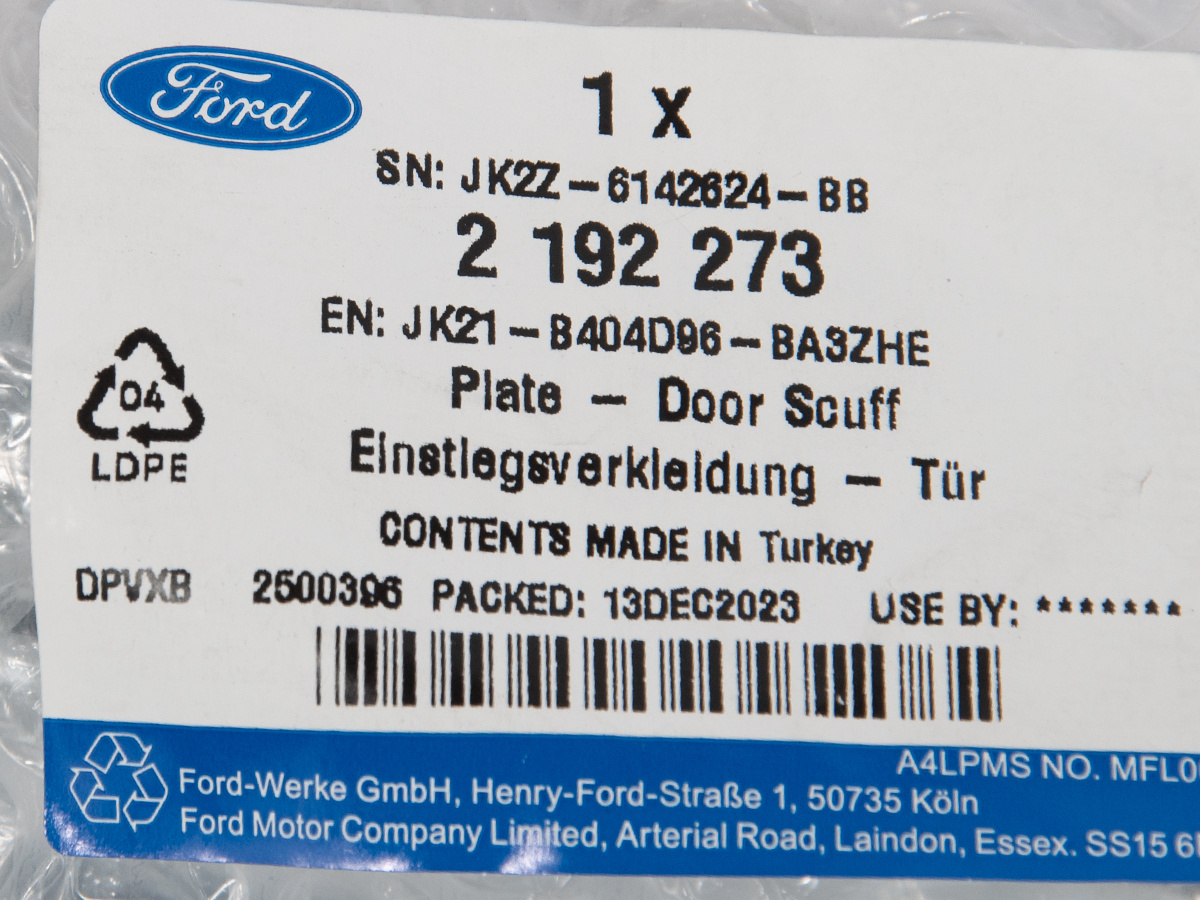 Ford
1 x
SN: JK2Z-6142624-BB
2 192 273
EN: JK21-B404D96-BA3ZHE
Plate - Door Scuff
Einstiegsverkleidung - Tür
04
LDPE
CONTENTS MADE IN Turkey
DPVXB 2500396 PACKED: 13DEC2023 USE BY: *******
A4LPMS NO. MFL0
Ford-Werke GmbH, Henry-Ford-Straße 1, 50735 Köln
Ford Motor Company Limited, Arterial Road, Laindon, Essex. SS15 6